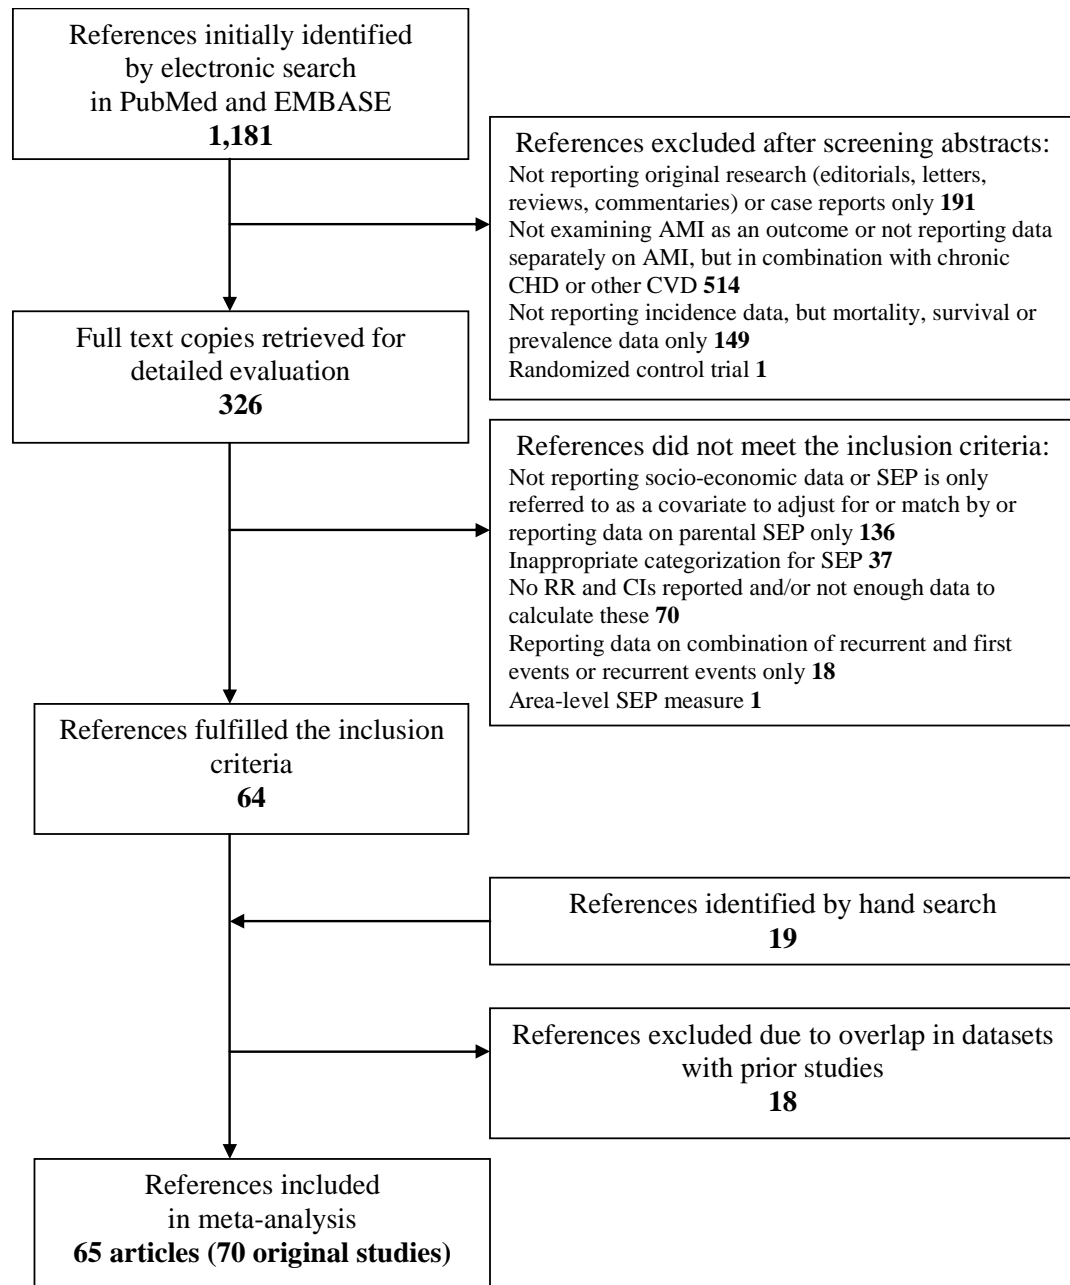 References initially identified
by electronic search
in PubMed and EMBASE
1,181
References excluded after screening abstracts:
Not reporting original research (editorials, letters,
reviews, commentaries) or case reports only 191
Not examining AMI as an outcome or not reporting data
separately on AMI, but in combination with chronic
CHD or other CVD 514
Not reporting incidence data, but mortality, survival or
prevalence data only 149
Randomized control trial 1
Full text copies retrieved for
detailed evaluation
326
References did not meet the inclusion criteria:
Not reporting socio-economic data or SEP is only
referred to as a covariate to adjust for or match by or
reporting data on parental SEP only 136
Inappropriate categorization for SEP 37
No RR and CIs reported and/or not enough data to
calculate these 70
Reporting data on combination of recurrent and first
events or recurrent events only 18
Area-level SEP measure 1
References fulfilled the inclusion
criteria
64
References identified by hand search
19
References excluded due to overlap in datasets
with prior studies
18
References included
in meta-analysis
65 articles (70 original studies)